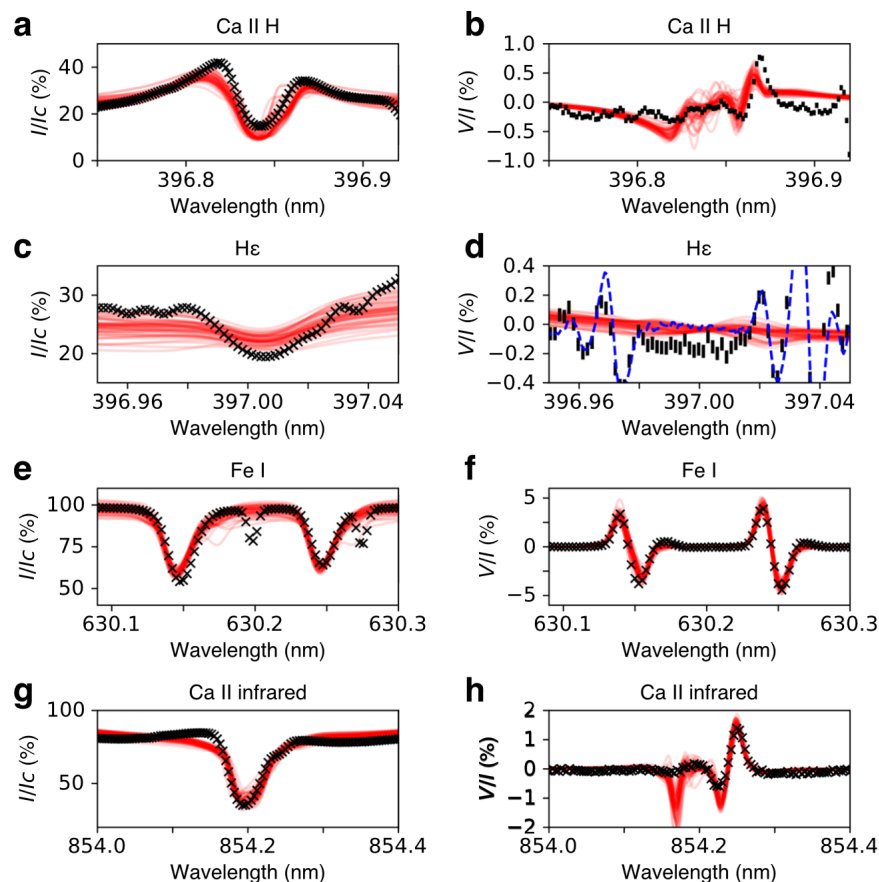 a
Ca II H
I/Ic (%)
40
20
0
396.8
396.9
Wavelength (nm)
b
Ca II H
V/I (%)
1.0
0.5
0.0
−0.5
−1.0
396.8
396.9
Wavelength (nm)
c
Hε
I/Ic (%)
30
20
396.96
397.00
397.04
Wavelength (nm)
d
Hε
V/I (%)
0.4
0.2
0.0
−0.2
−0.4
396.96
397.00
397.04
Wavelength (nm)
e
Fe I
I/Ic (%)
100
75
50
630.1
630.2
630.3
Wavelength (nm)
f
Fe I
V/I (%)
5
0
−5
630.1
630.2
630.3
Wavelength (nm)
g
Ca II infrared
I/Ic (%)
100
50
854.0
854.2
854.4
Wavelength (nm)
h
Ca II infrared
V/I (%)
2
1
0
−1
−2
854.0
854.2
854.4
Wavelength (nm)